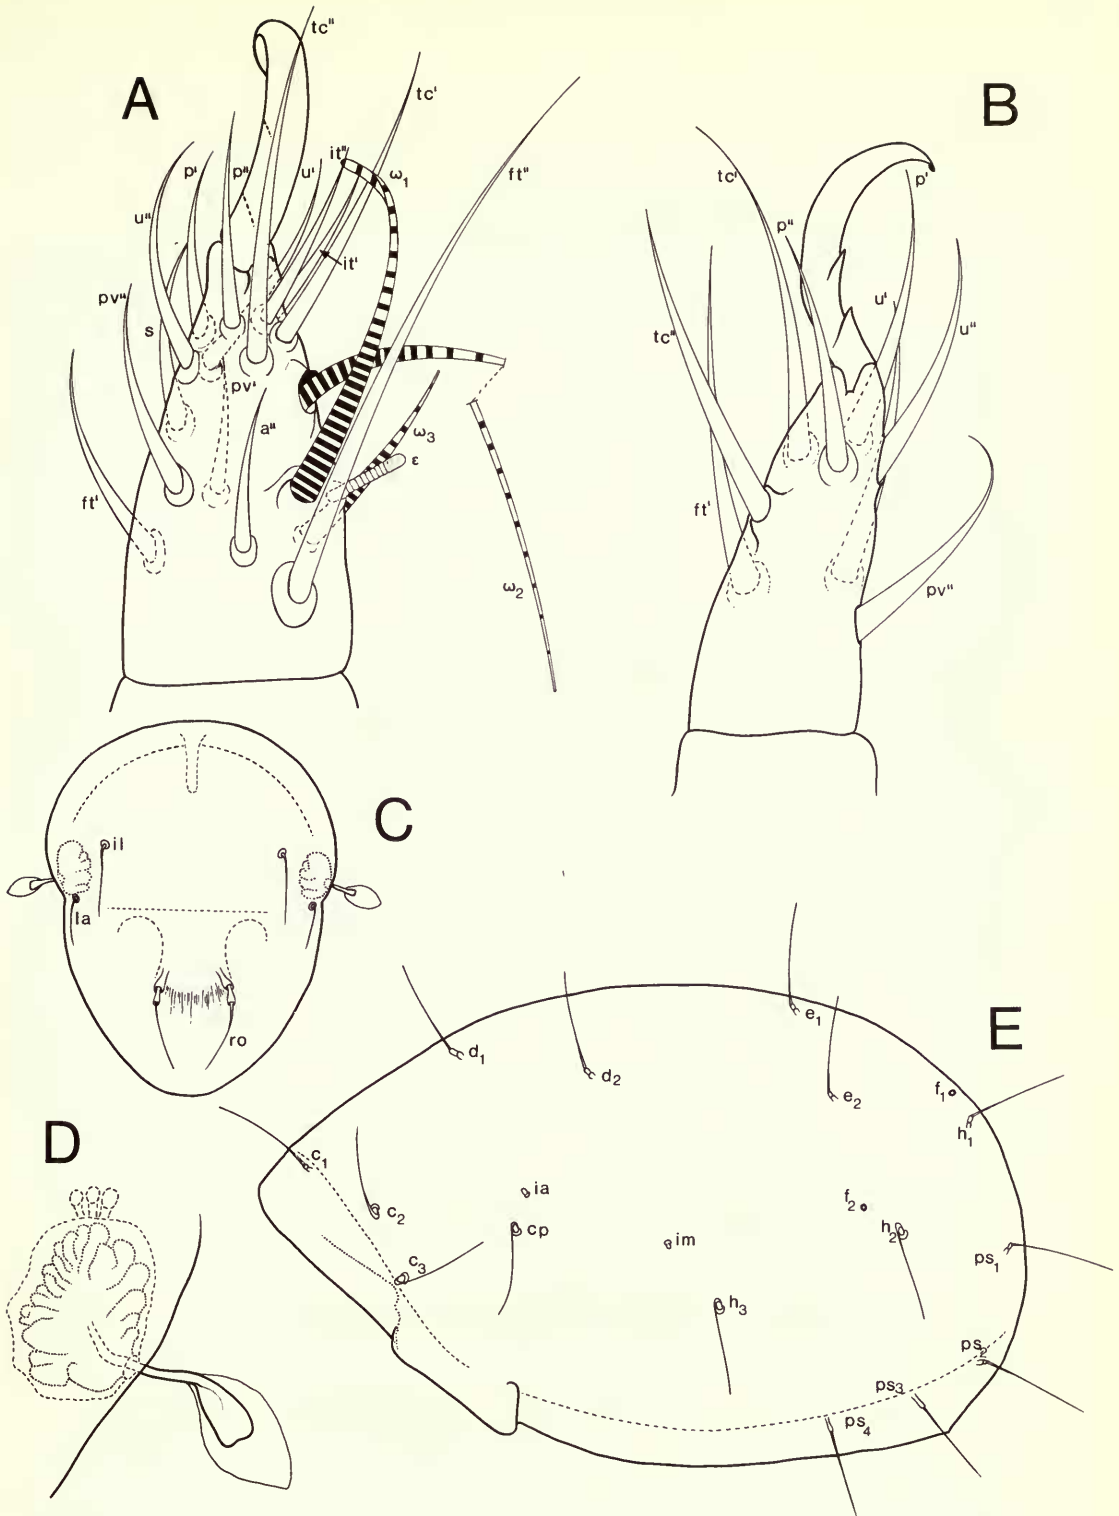 A
tc"
tc'
it"
ω1
ft"
p'
p"
u'
u"
it'
pv"
s
pv'
a"
ω3
ε
ft'
ω2
B
tc'
p"
p'
u'
u"
tc"
ft'
pv"
C
il
la
ro
D
E
e1
d1
d2
e2
f1
h1
c1
c2
ia
cp
f2
h2
im
ps1
c3
h3
ps2
ps3
ps4